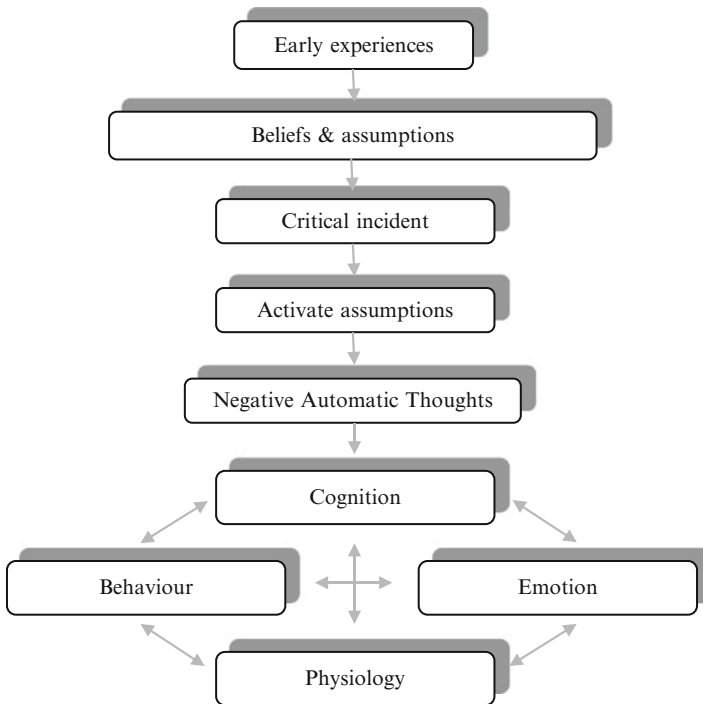 Early experiences
Beliefs & assumptions
Critical incident
Activate assumptions
Negative Automatic Thoughts
Cognition
Behaviour
Emotion
Physiology